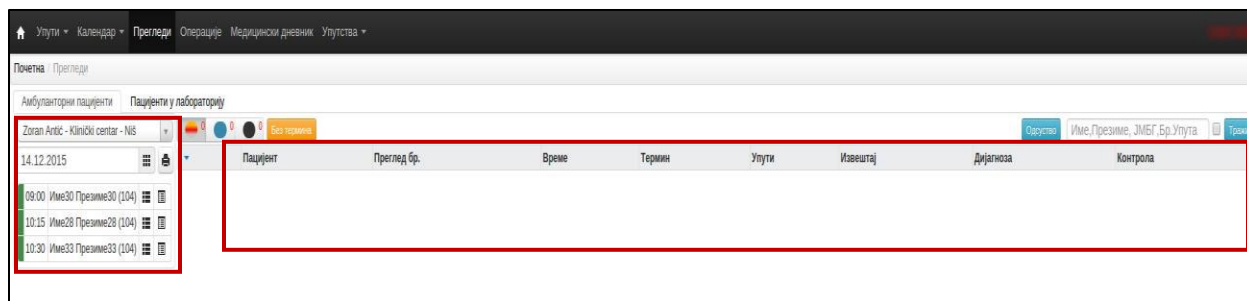 Упути Календар Прегледи Операције Медицински дневник Упутства
Почетна / Прегледи
Амбуланторни пацијенти Пацијенти у лабораторију
Zoran Antić - Klinički centar - Niš 0 0 0 Без термина Одсуство Име,Презиме, ЈМБГ,Бр.Упута
14.12.2015 Пацијент Преглед бр. Време Термин Упути Извештај Дијагноза Контрола
09:00 Име30 Презиме30 (104)
10:15 Име28 Презиме28 (104)
10:30 Име33 Презиме33 (104)